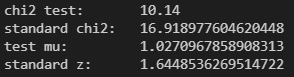 chi2 test: 10.14
standard chi2: 16.918977604620448
test mu: 1.0270967858908313
standard z: 1.6448536269514722